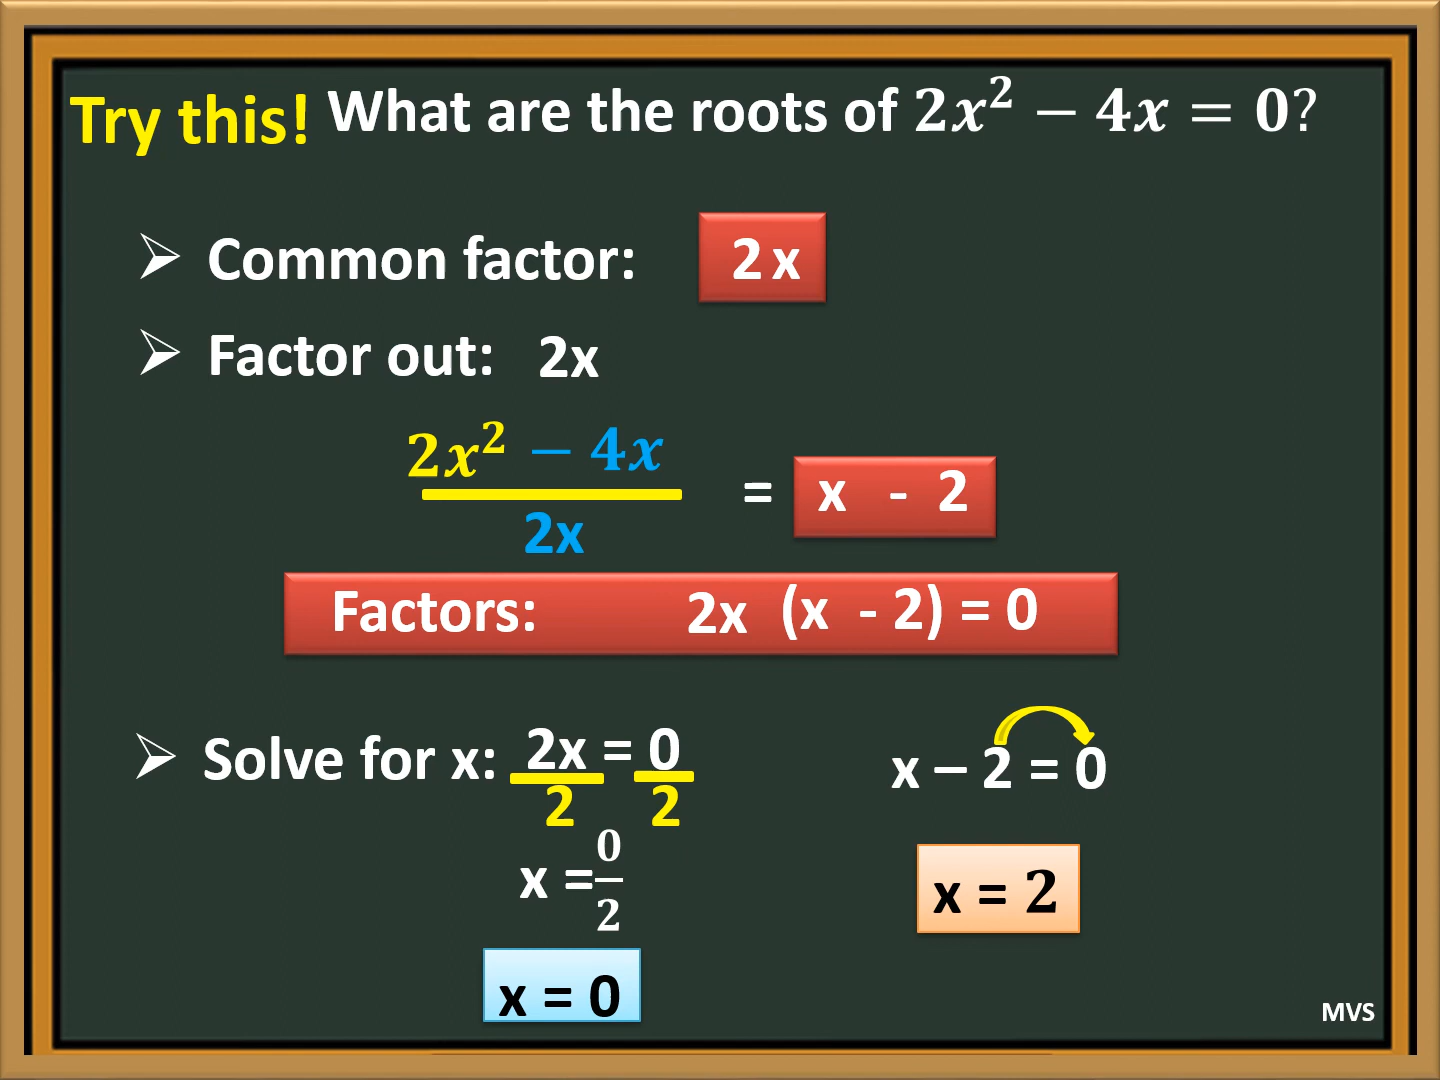 Try this! What are the roots of 2x² − 4x = 0?
➢ Common factor: 2x
➢ Factor out: 2x
2x² − 4x
2x
= x - 2
Factors: 2x (x - 2) = 0
➢ Solve for x: 2x = 0
2 2
x = 0/2
x = 0
x – 2 = 0
x = 2
MVS